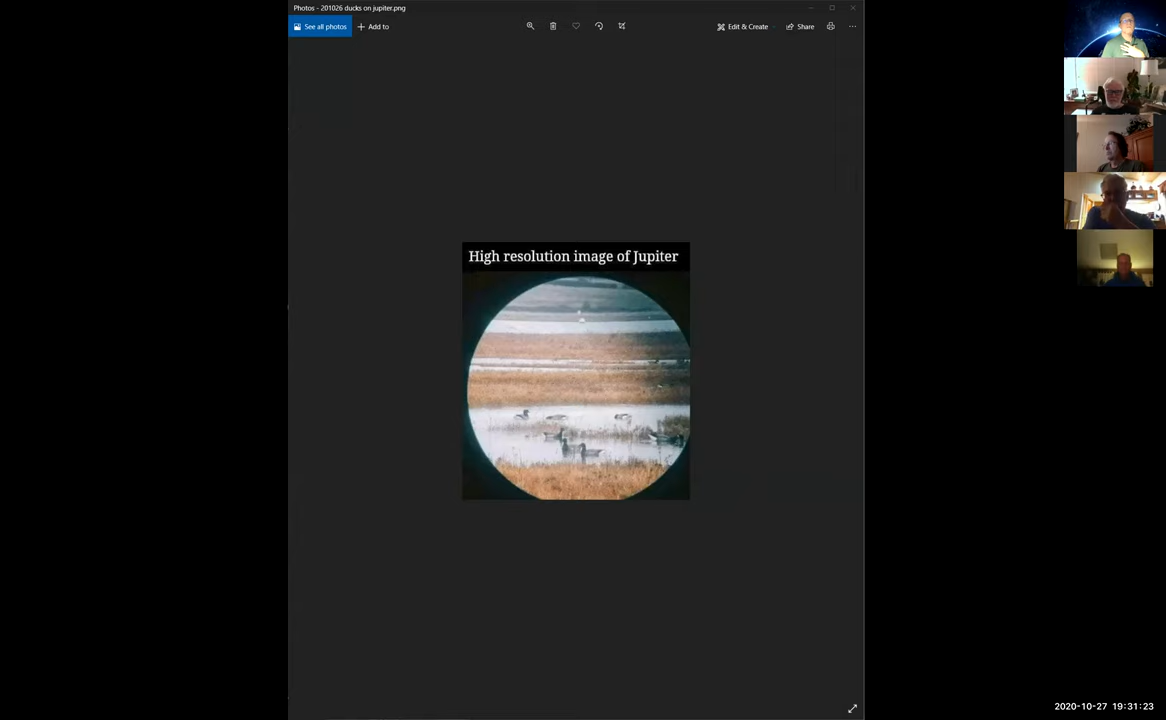 Photos - 201026 ducks on jupiter.png
See all photos
Add to
Edit & Create
Share
High resolution image of Jupiter
2020-10-27 19:31:23